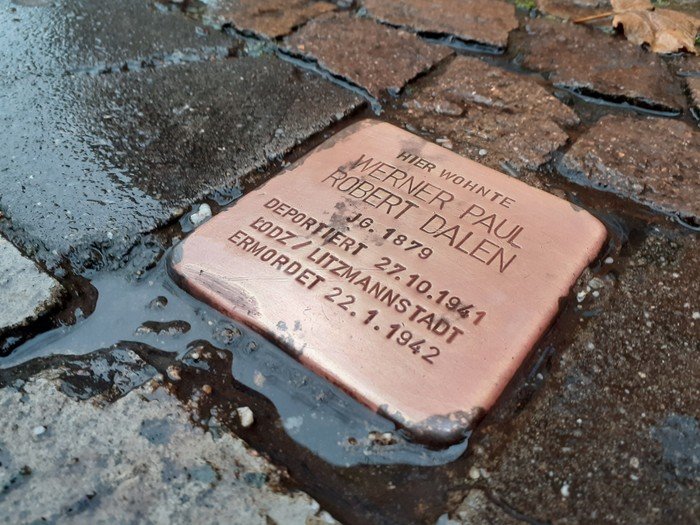 HIER WOHNTE
WERNER PAUL
ROBERT DALEN
JG. 1879
DEPORTIERT 27.10.1941
ŁODZ / LITZMANNSTADT
ERMORDET 22.1.1942